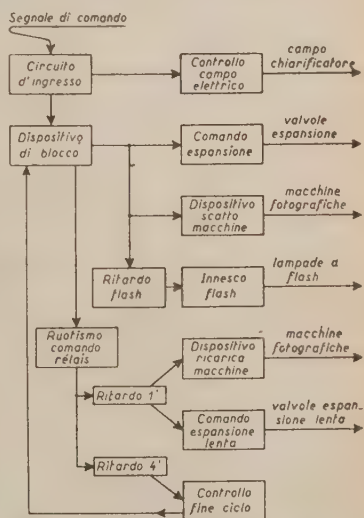 Segnale di comando
Circuito
d'ingresso
Controllo
campo
elettrico
campo
chiarificatore
Dispositivo
di blocco
Comando
espansione
valvole
espansione
Dispositivo
scatto
macchine
macchine
fotografiche
Ritardo
flash
Innesco
flash
lampade a
flash
Ruotismo
comando
rélais
Dispositivo
ricarica
macchine
macchine
fotografiche
Ritardo 1'
Comando
espansione
lenta
valvole espan_
sione lenta
Ritardo 4'
Controllo
fine ciclo